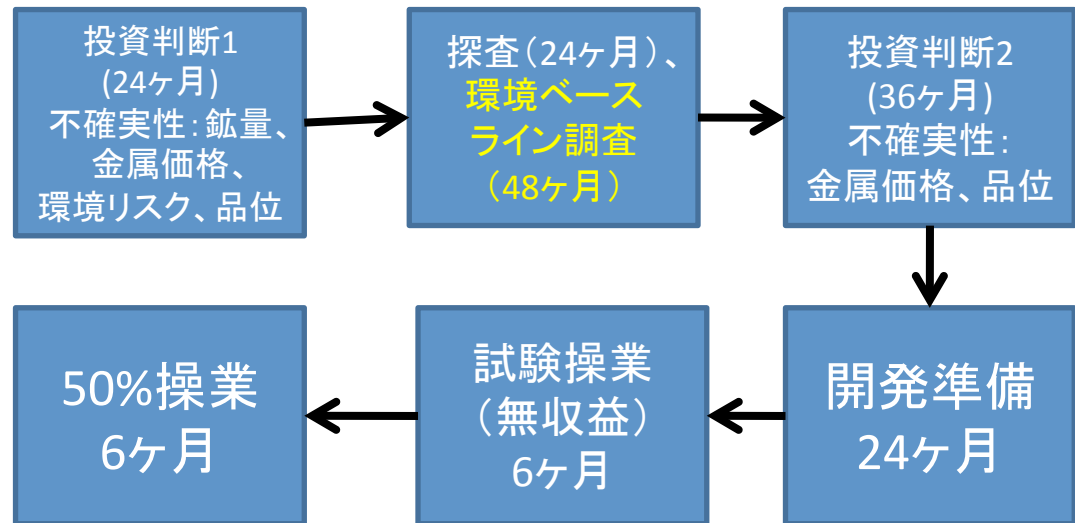 投資判断1
(24ヶ月)
不確実性：鉱量、
金属価格、
環境リスク、品位
探査（24ヶ月）、
環境ベース
ライン調査
（48ヶ月）
投資判断2
(36ヶ月)
不確実性：
金属価格、品位
開発準備
24ヶ月
試験操業
（無収益）
6ヶ月
50%操業
6ヶ月